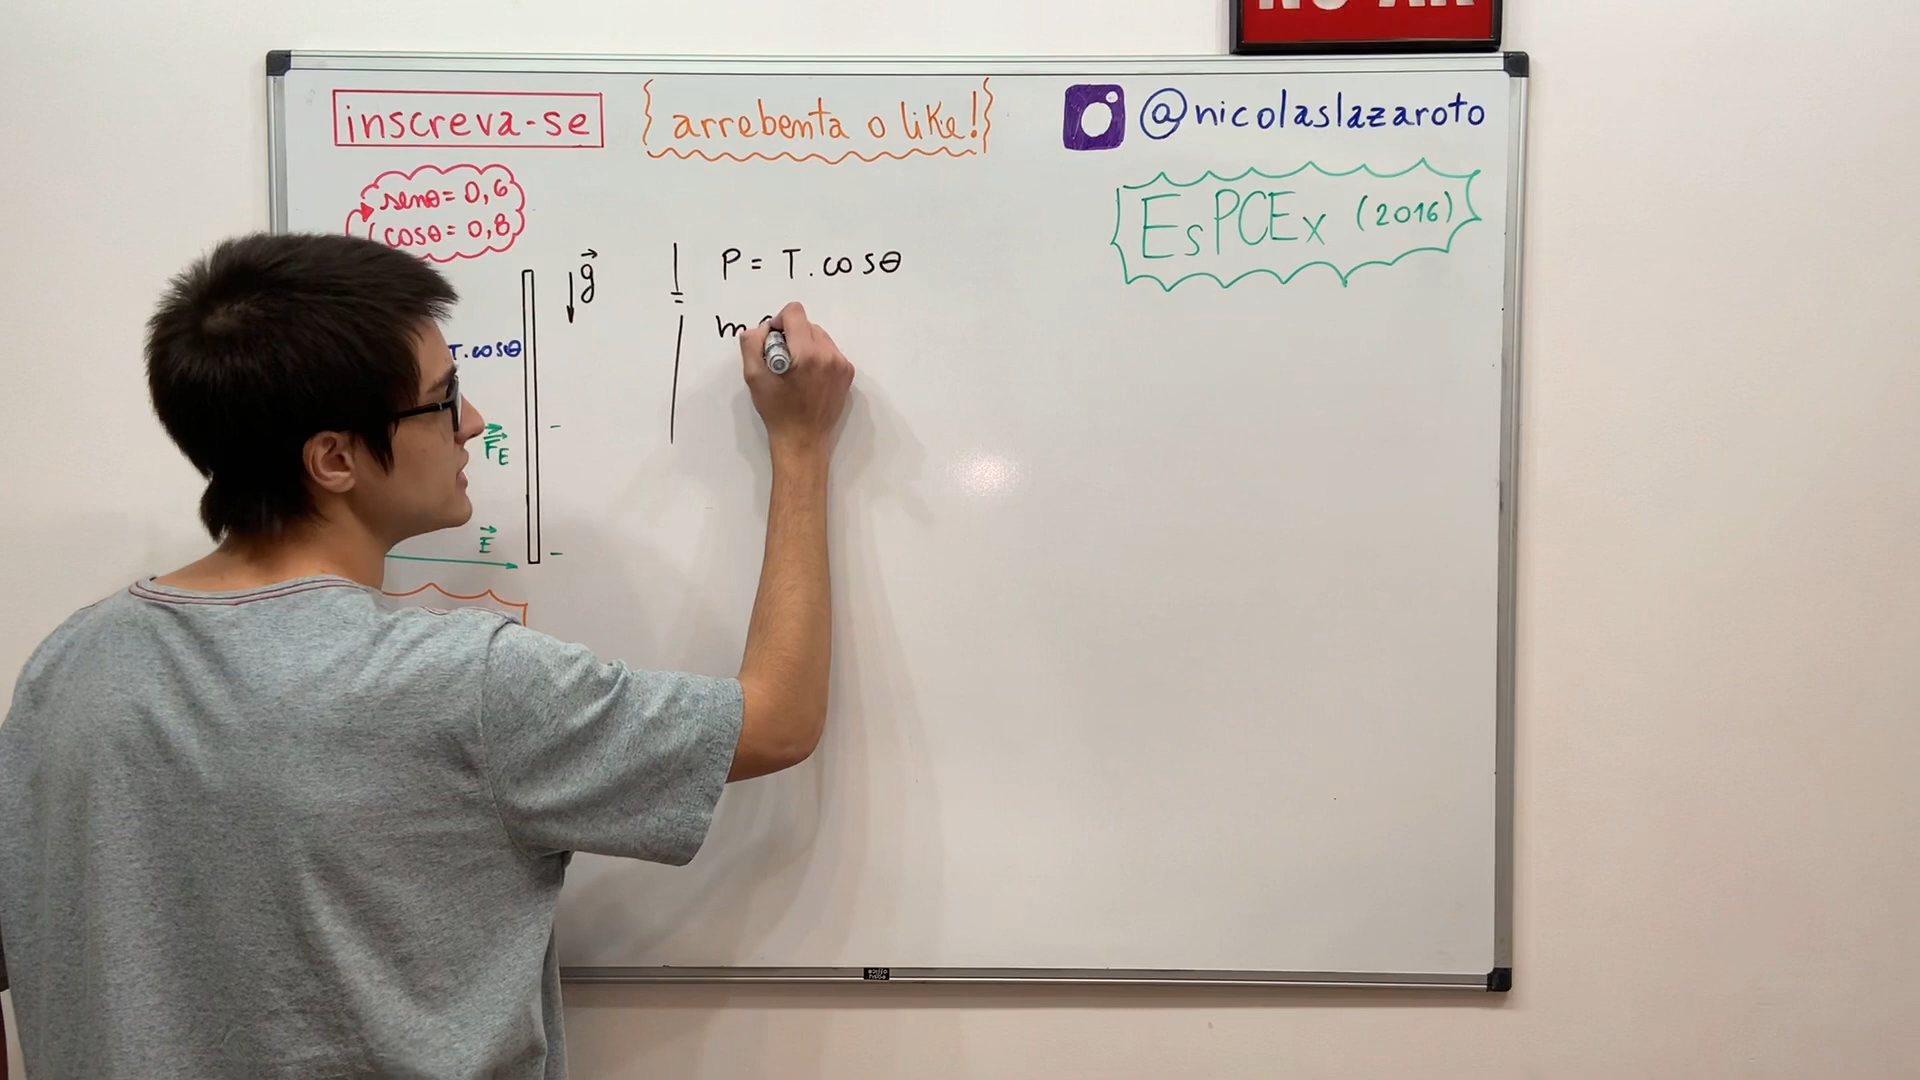 inscreva-se
arrebenta o like!
@nicolaslazaroto
EsPCEx (2016)
senθ = 0,6
cosθ = 0,8
g
T.cosθ
F_E
E
P = T.cosθ
m